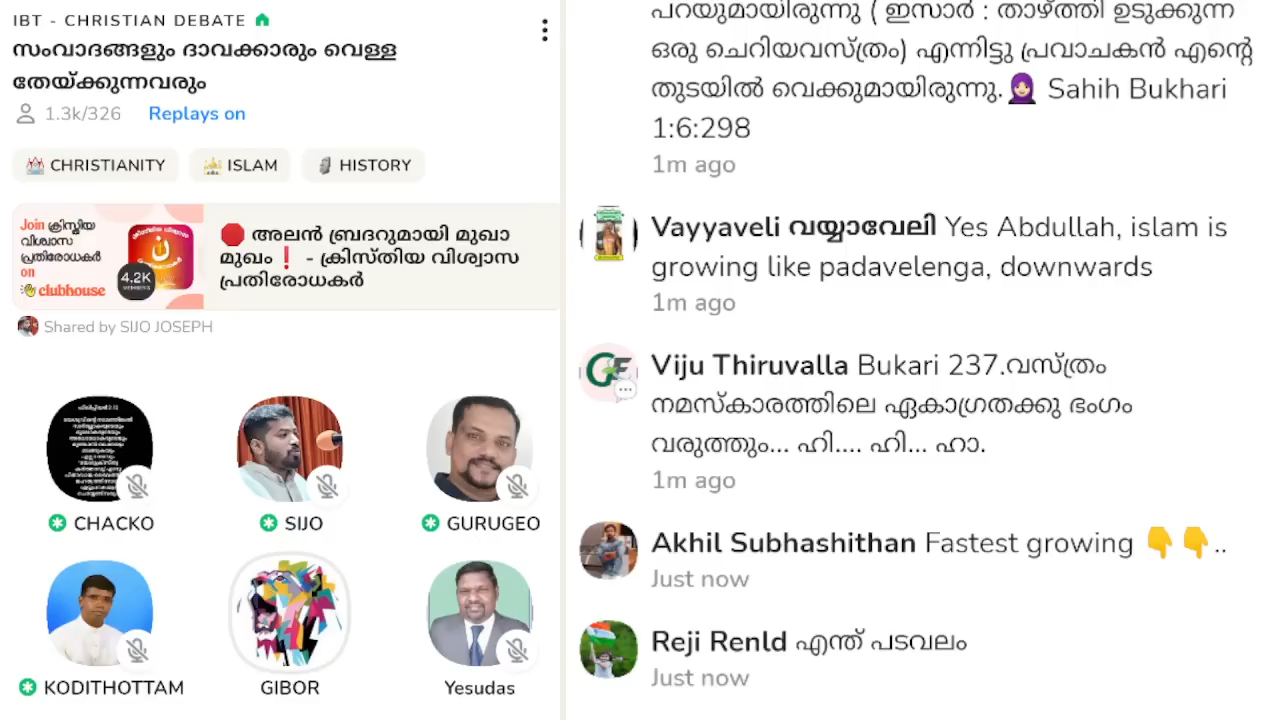 IBT - CHRISTIAN DEBATE
സംവാദങ്ങളും ദാവക്കാരും വെള്ള
തേയ്ക്കുന്നവരും
1.3k/326 Replays on
CHRISTIANITY ISLAM HISTORY
Join ക്രിസ്തീയ
വിശ്വാസ
പ്രതിരോധകർ
on
clubhouse
4.2K
MEMBERS
🛑 അലൻ ബ്രദറുമായി മുഖാ
മുഖം❗ - ക്രിസ്തിയ വിശ്വാസ
പ്രതിരോധകർ
Shared by SIJO JOSEPH
CHACKO SIJO GURUGEO
KODITHOTTAM GIBOR Yesudas
പറയുമായിരുന്നു ( ഇസാർ : താഴ്ത്തി ഉടുക്കുന്ന
ഒരു ചെറിയവസ്ത്രം) എന്നിട്ടു പ്രവാചകൻ എന്റെ
തുടയിൽ വെക്കുമായിരുന്നു.🧕 Sahih Bukhari
1:6:298
1m ago
Vayyaveli വയ്യാവേലി Yes Abdullah, islam is
growing like padavelenga, downwards
1m ago
Viju Thiruvalla Bukari 237.വസ്ത്രം
നമസ്കാരത്തിലെ ഏകാഗ്രതക്കു ഭംഗം
വരുത്തും... ഹി.... ഹി... ഹാ.
1m ago
Akhil Subhashithan Fastest growing 👇👇..
Just now
Reji Renld എന്ത് പടവലം
Just now